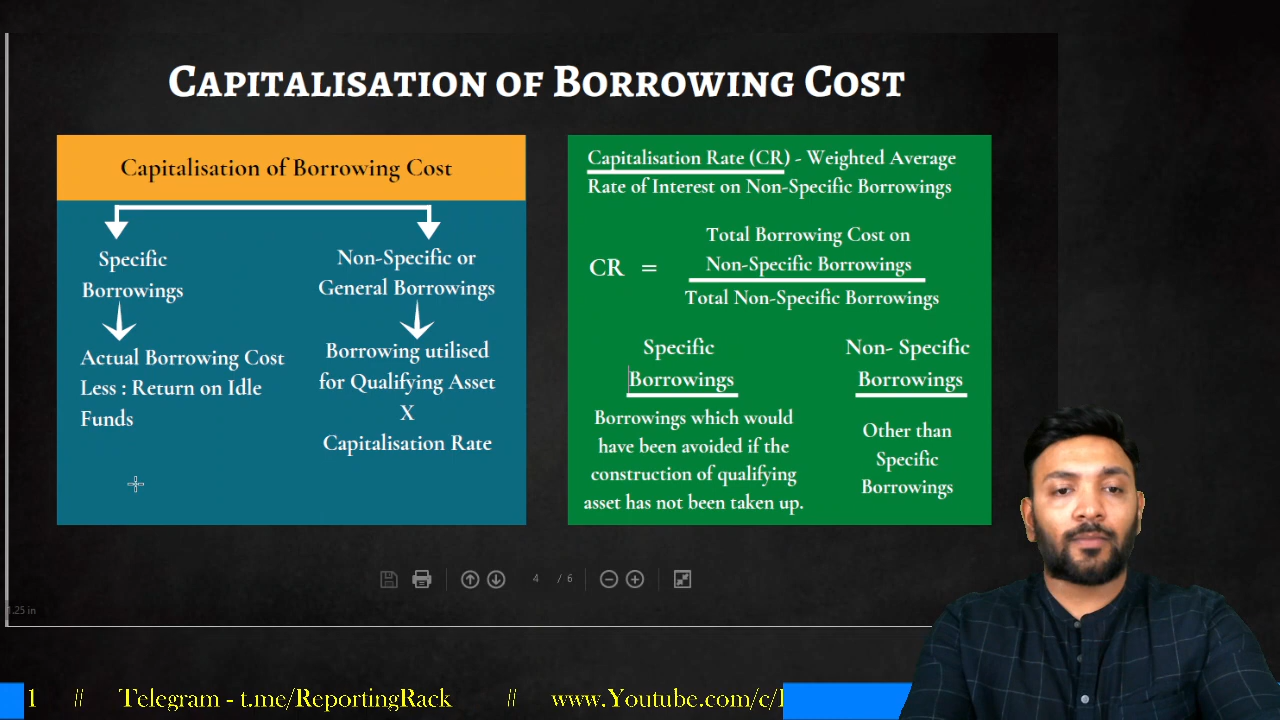 Capitalisation of Borrowing Cost
Capitalisation of Borrowing Cost
Specific
Borrowings
Actual Borrowing Cost
Less : Return on Idle
Funds
Non-Specific or
General Borrowings
Borrowing utilised
for Qualifying Asset
X
Capitalisation Rate
Capitalisation Rate (CR) - Weighted Average
Rate of Interest on Non-Specific Borrowings
CR =
Total Borrowing Cost on
Non-Specific Borrowings
Total Non-Specific Borrowings
Specific
Borrowings
Borrowings which would
have been avoided if the
construction of qualifying
asset has not been taken up.
Non- Specific
Borrowings
Other than
Specific
Borrowings
4 / 6
1.25 in
1 // Telegram - t.me/ReportingRack // www.Youtube.com/c/